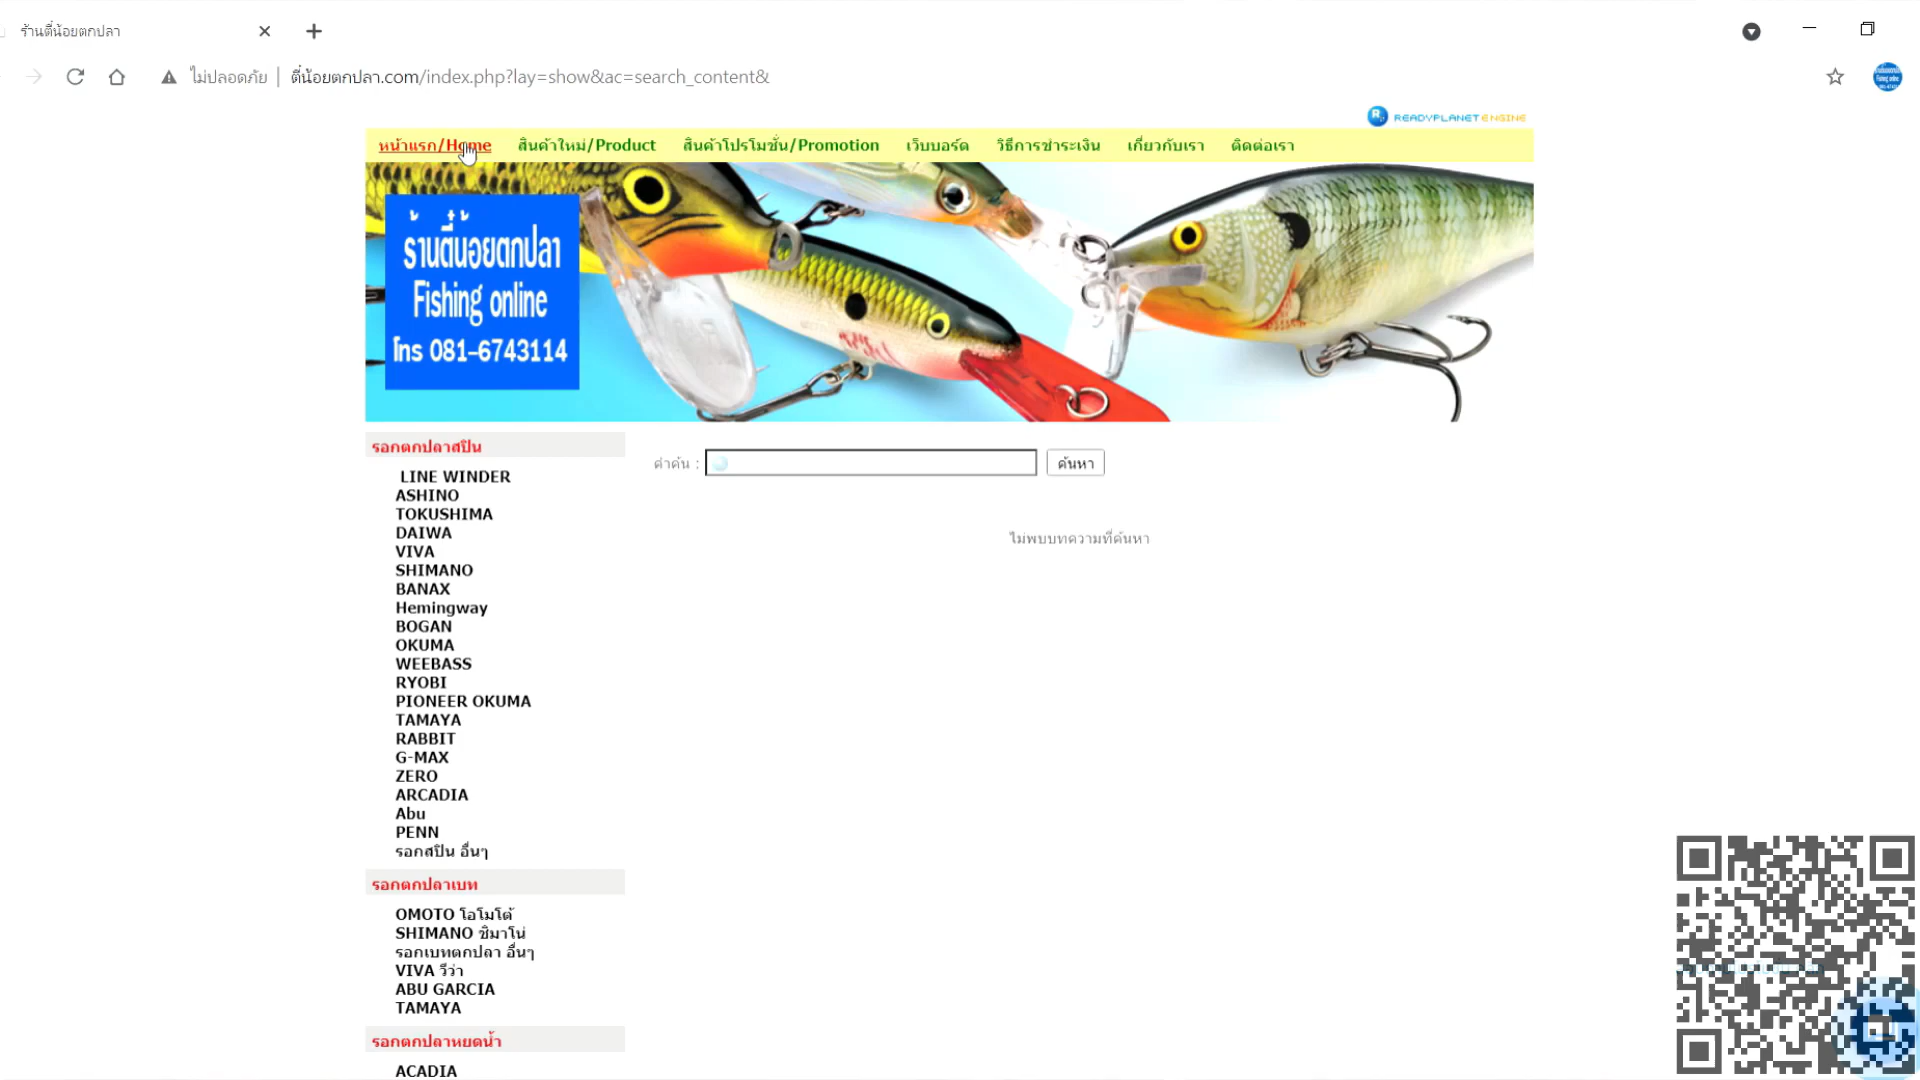 ร้านตี๋น้อยตกปลา
ไม่ปลอดภัย | ตี๋น้อยตกปลา.com/index.php?lay=show&ac=search_content&
READYPLANET ENGINE
หน้าแรก/Home สินค้าใหม่/Product สินค้าโปรโมชั่น/Promotion เว็บบอร์ด วิธีการชำระเงิน เกี่ยวกับเรา ติดต่อเรา
ร้านตี๋น้อยตกปลา
Fishing online
โทร 081-6743114
รอกตกปลาสปิน
คำค้น : ค้นหา
ไม่พบบทความที่ค้นหา
LINE WINDER
ASHINO
TOKUSHIMA
DAIWA
VIVA
SHIMANO
BANAX
Hemingway
BOGAN
OKUMA
WEEBASS
RYOBI
PIONEER OKUMA
TAMAYA
RABBIT
G-MAX
ZERO
ARCADIA
Abu
PENN
รอกสปิน อื่นๆ
รอกตกปลาเบท
OMOTO โอโมโต้
SHIMANO ชิมาโน่
รอกเบทตกปลา อื่นๆ
VIVA วีว่า
ABU GARCIA
TAMAYA
รอกตกปลาหยดน้ำ
ACADIA